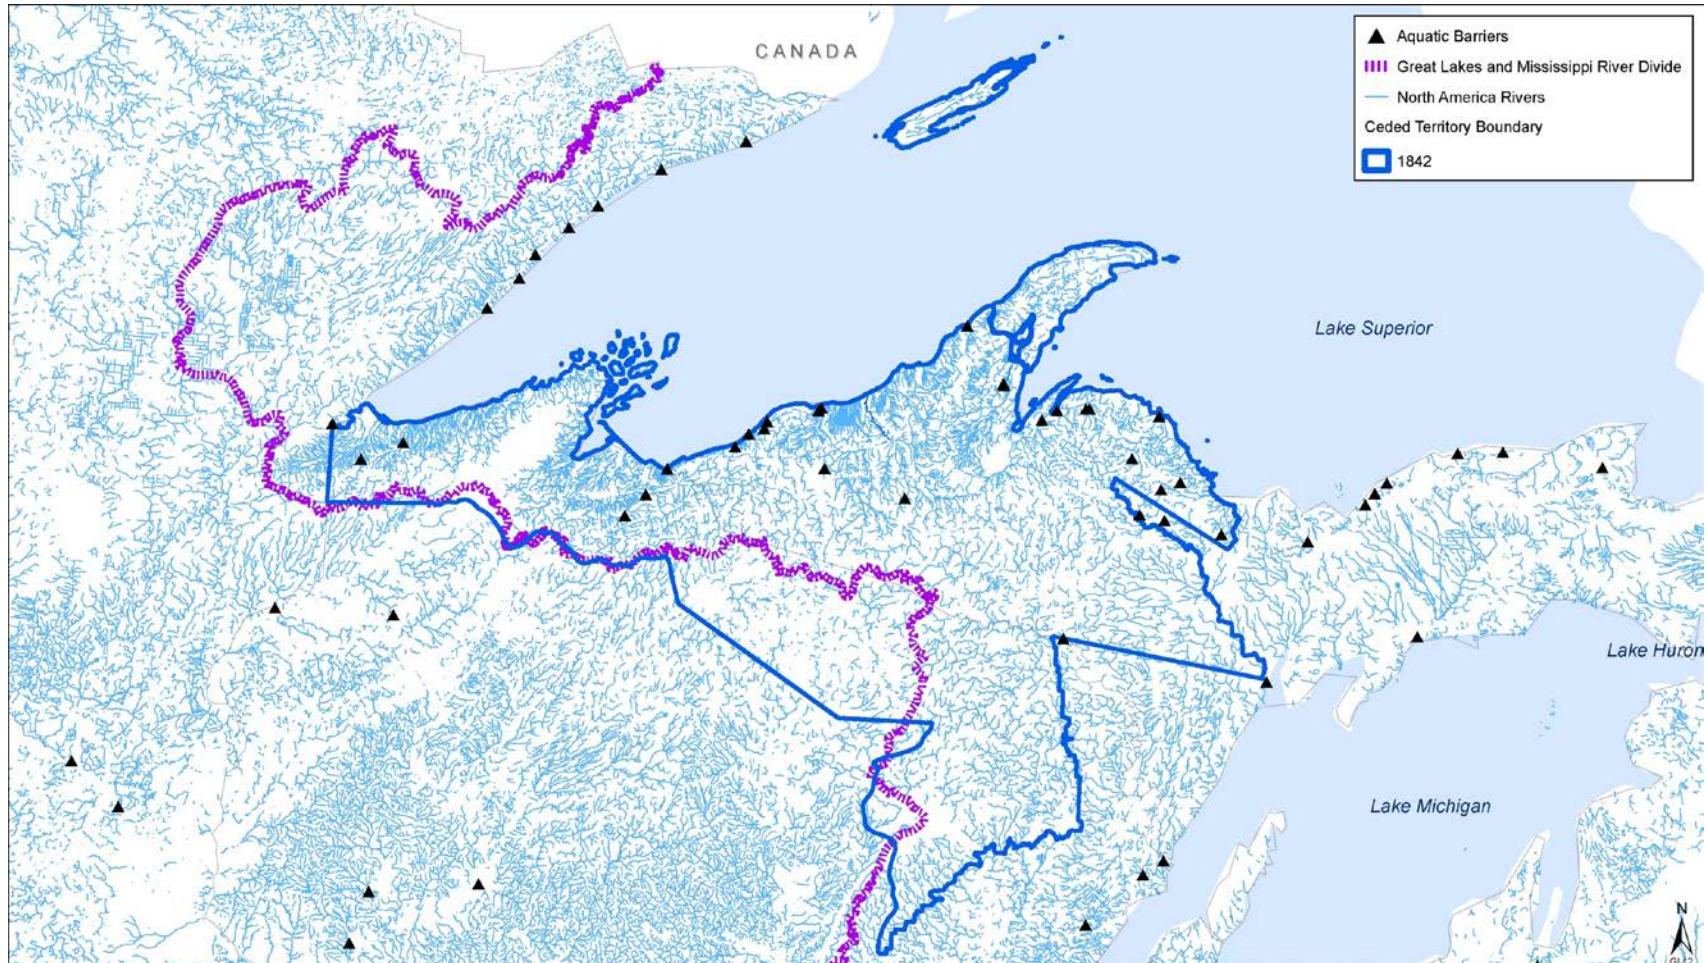 CANADA
Aquatic Barriers
Great Lakes and Mississippi River Divide
North America Rivers
Ceded Territory Boundary
1842
Lake Superior
Lake Huron
Lake Michigan
N